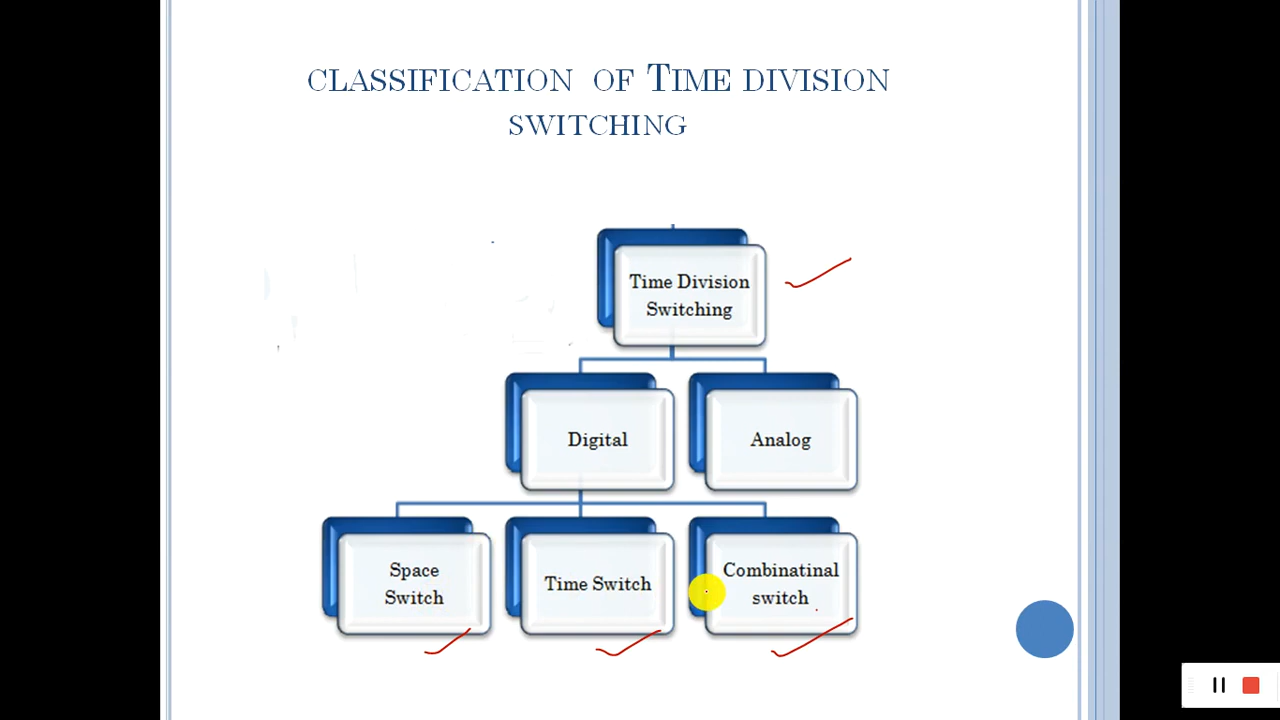 CLASSIFICATION OF TIME DIVISION
SWITCHING
Time Division
Switching
Digital
Analog
Space
Switch
Time Switch
Combinatinal
switch